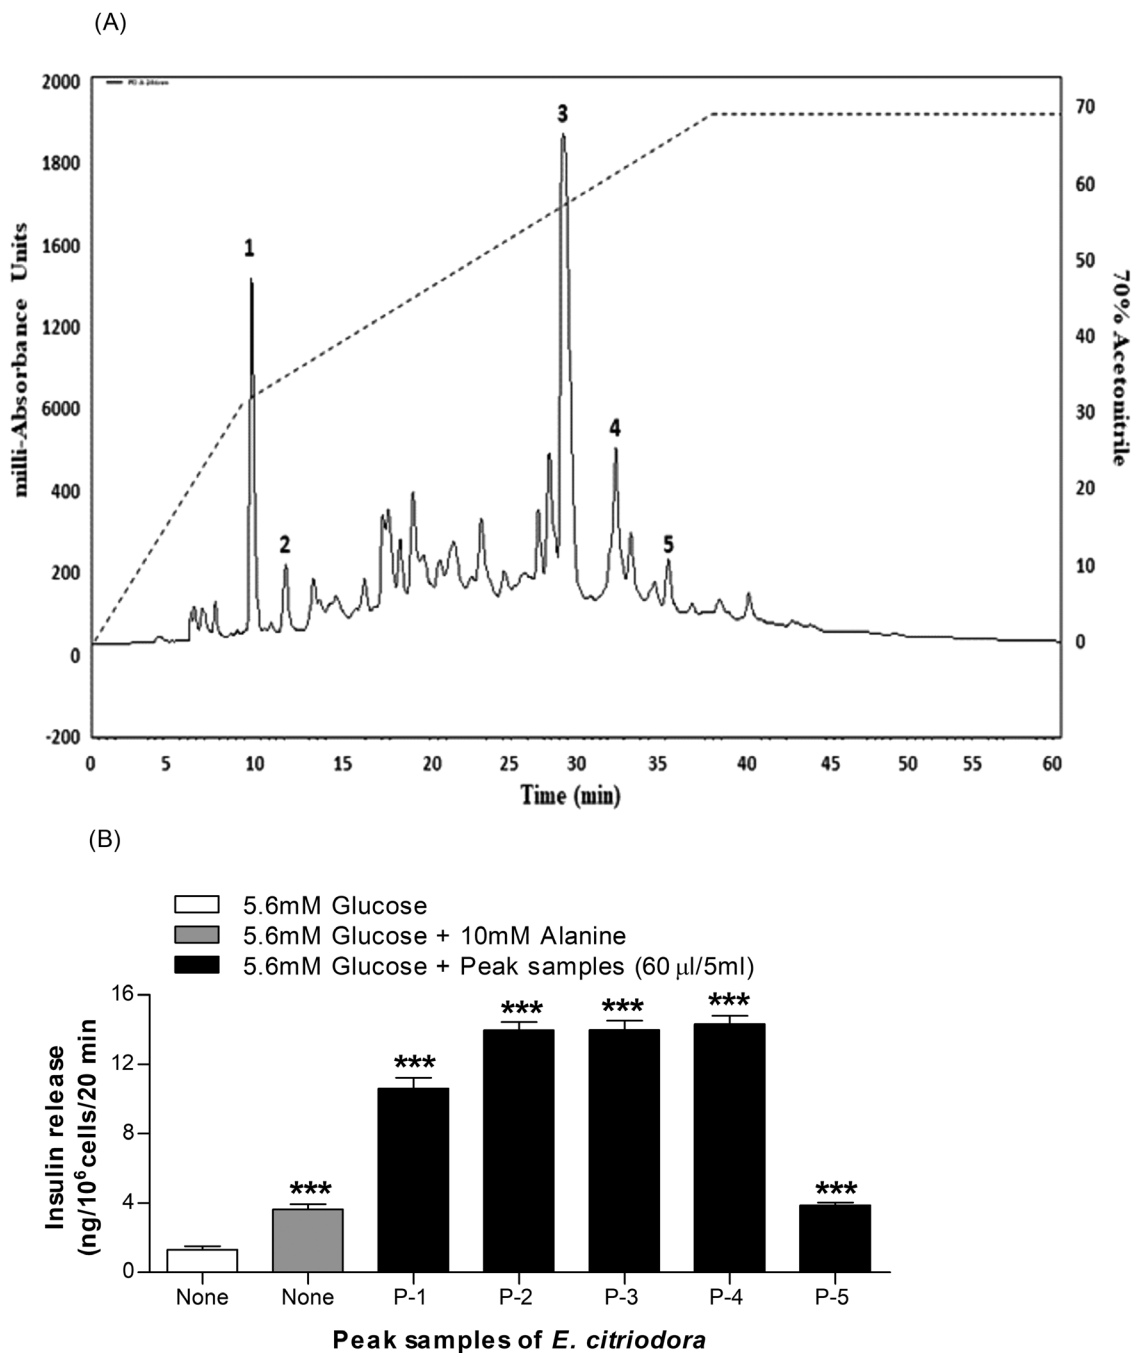 (A)
2000
1800
1600
1200
6000
400
200
0
-200
milli-Absorbance Units
1
2
3
4
5
70
60
50
40
30
20
10
0
70% Acetonitrile
0 5 10 15 20 25 30 35 40 45 50 55 60
Time (min)
(B)
5.6mM Glucose
5.6mM Glucose + 10mM Alanine
5.6mM Glucose + Peak samples (60 µl/5ml)
16
12
8
4
0
Insulin release
(ng/10⁶cells/20 min
***
***
***
***
***
***
None None P-1 P-2 P-3 P-4 P-5
Peak samples of E. citriodora